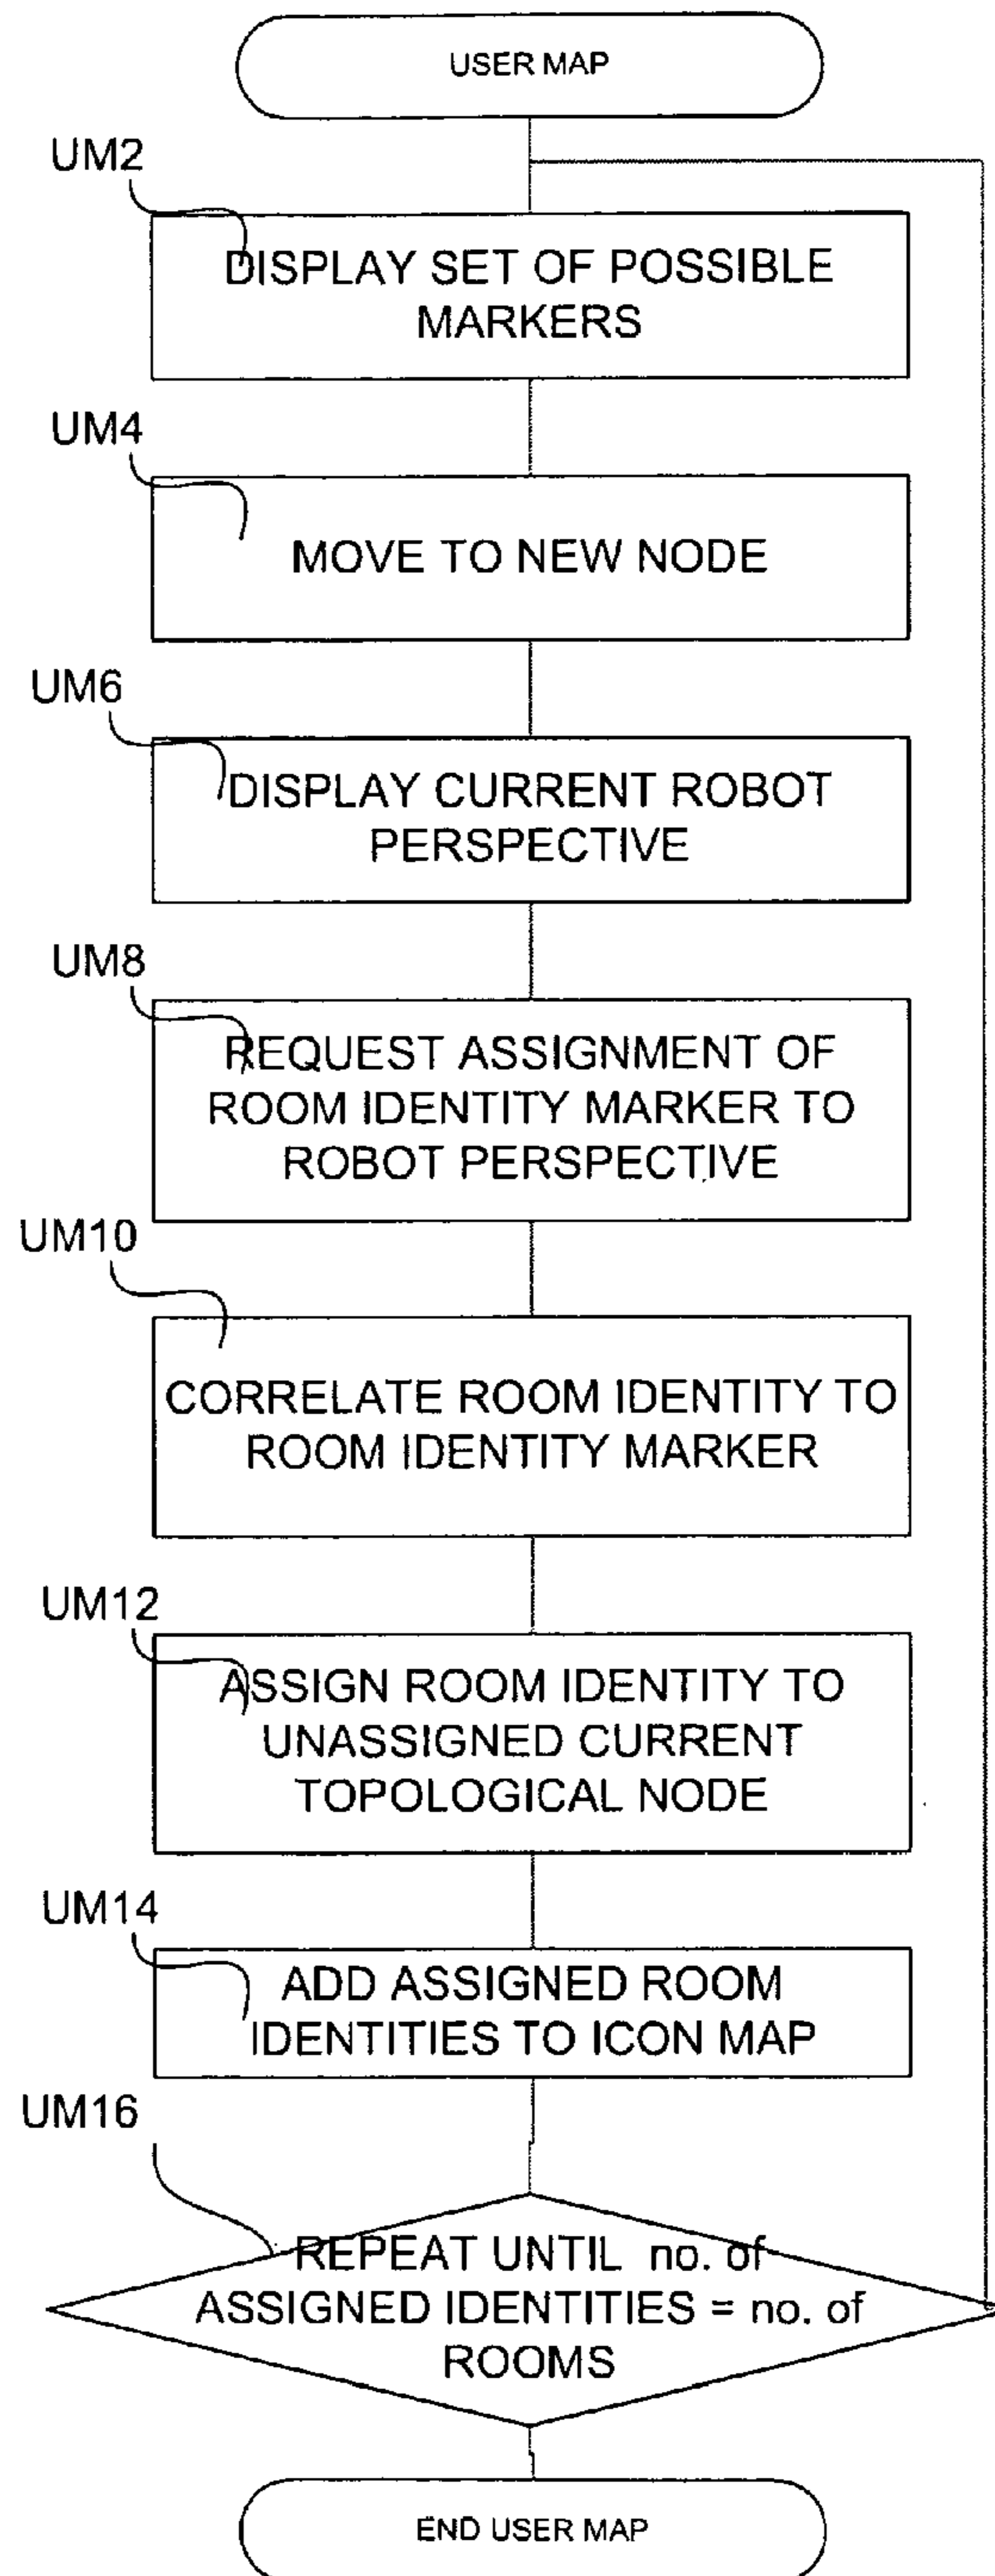 USER MAP
UM2
DISPLAY SET OF POSSIBLE
MARKERS
UM4
MOVE TO NEW NODE
UM6
DISPLAY CURRENT ROBOT
PERSPECTIVE
UM8
REQUEST ASSIGNMENT OF
ROOM IDENTITY MARKER TO
ROBOT PERSPECTIVE
UM10
CORRELATE ROOM IDENTITY TO
ROOM IDENTITY MARKER
UM12
ASSIGN ROOM IDENTITY TO
UNASSIGNED CURRENT
TOPOLOGICAL NODE
UM14
ADD ASSIGNED ROOM
IDENTITIES TO ICON MAP
UM16
REPEAT UNTIL no. of
ASSIGNED IDENTITIES = no. of
ROOMS
END USER MAP